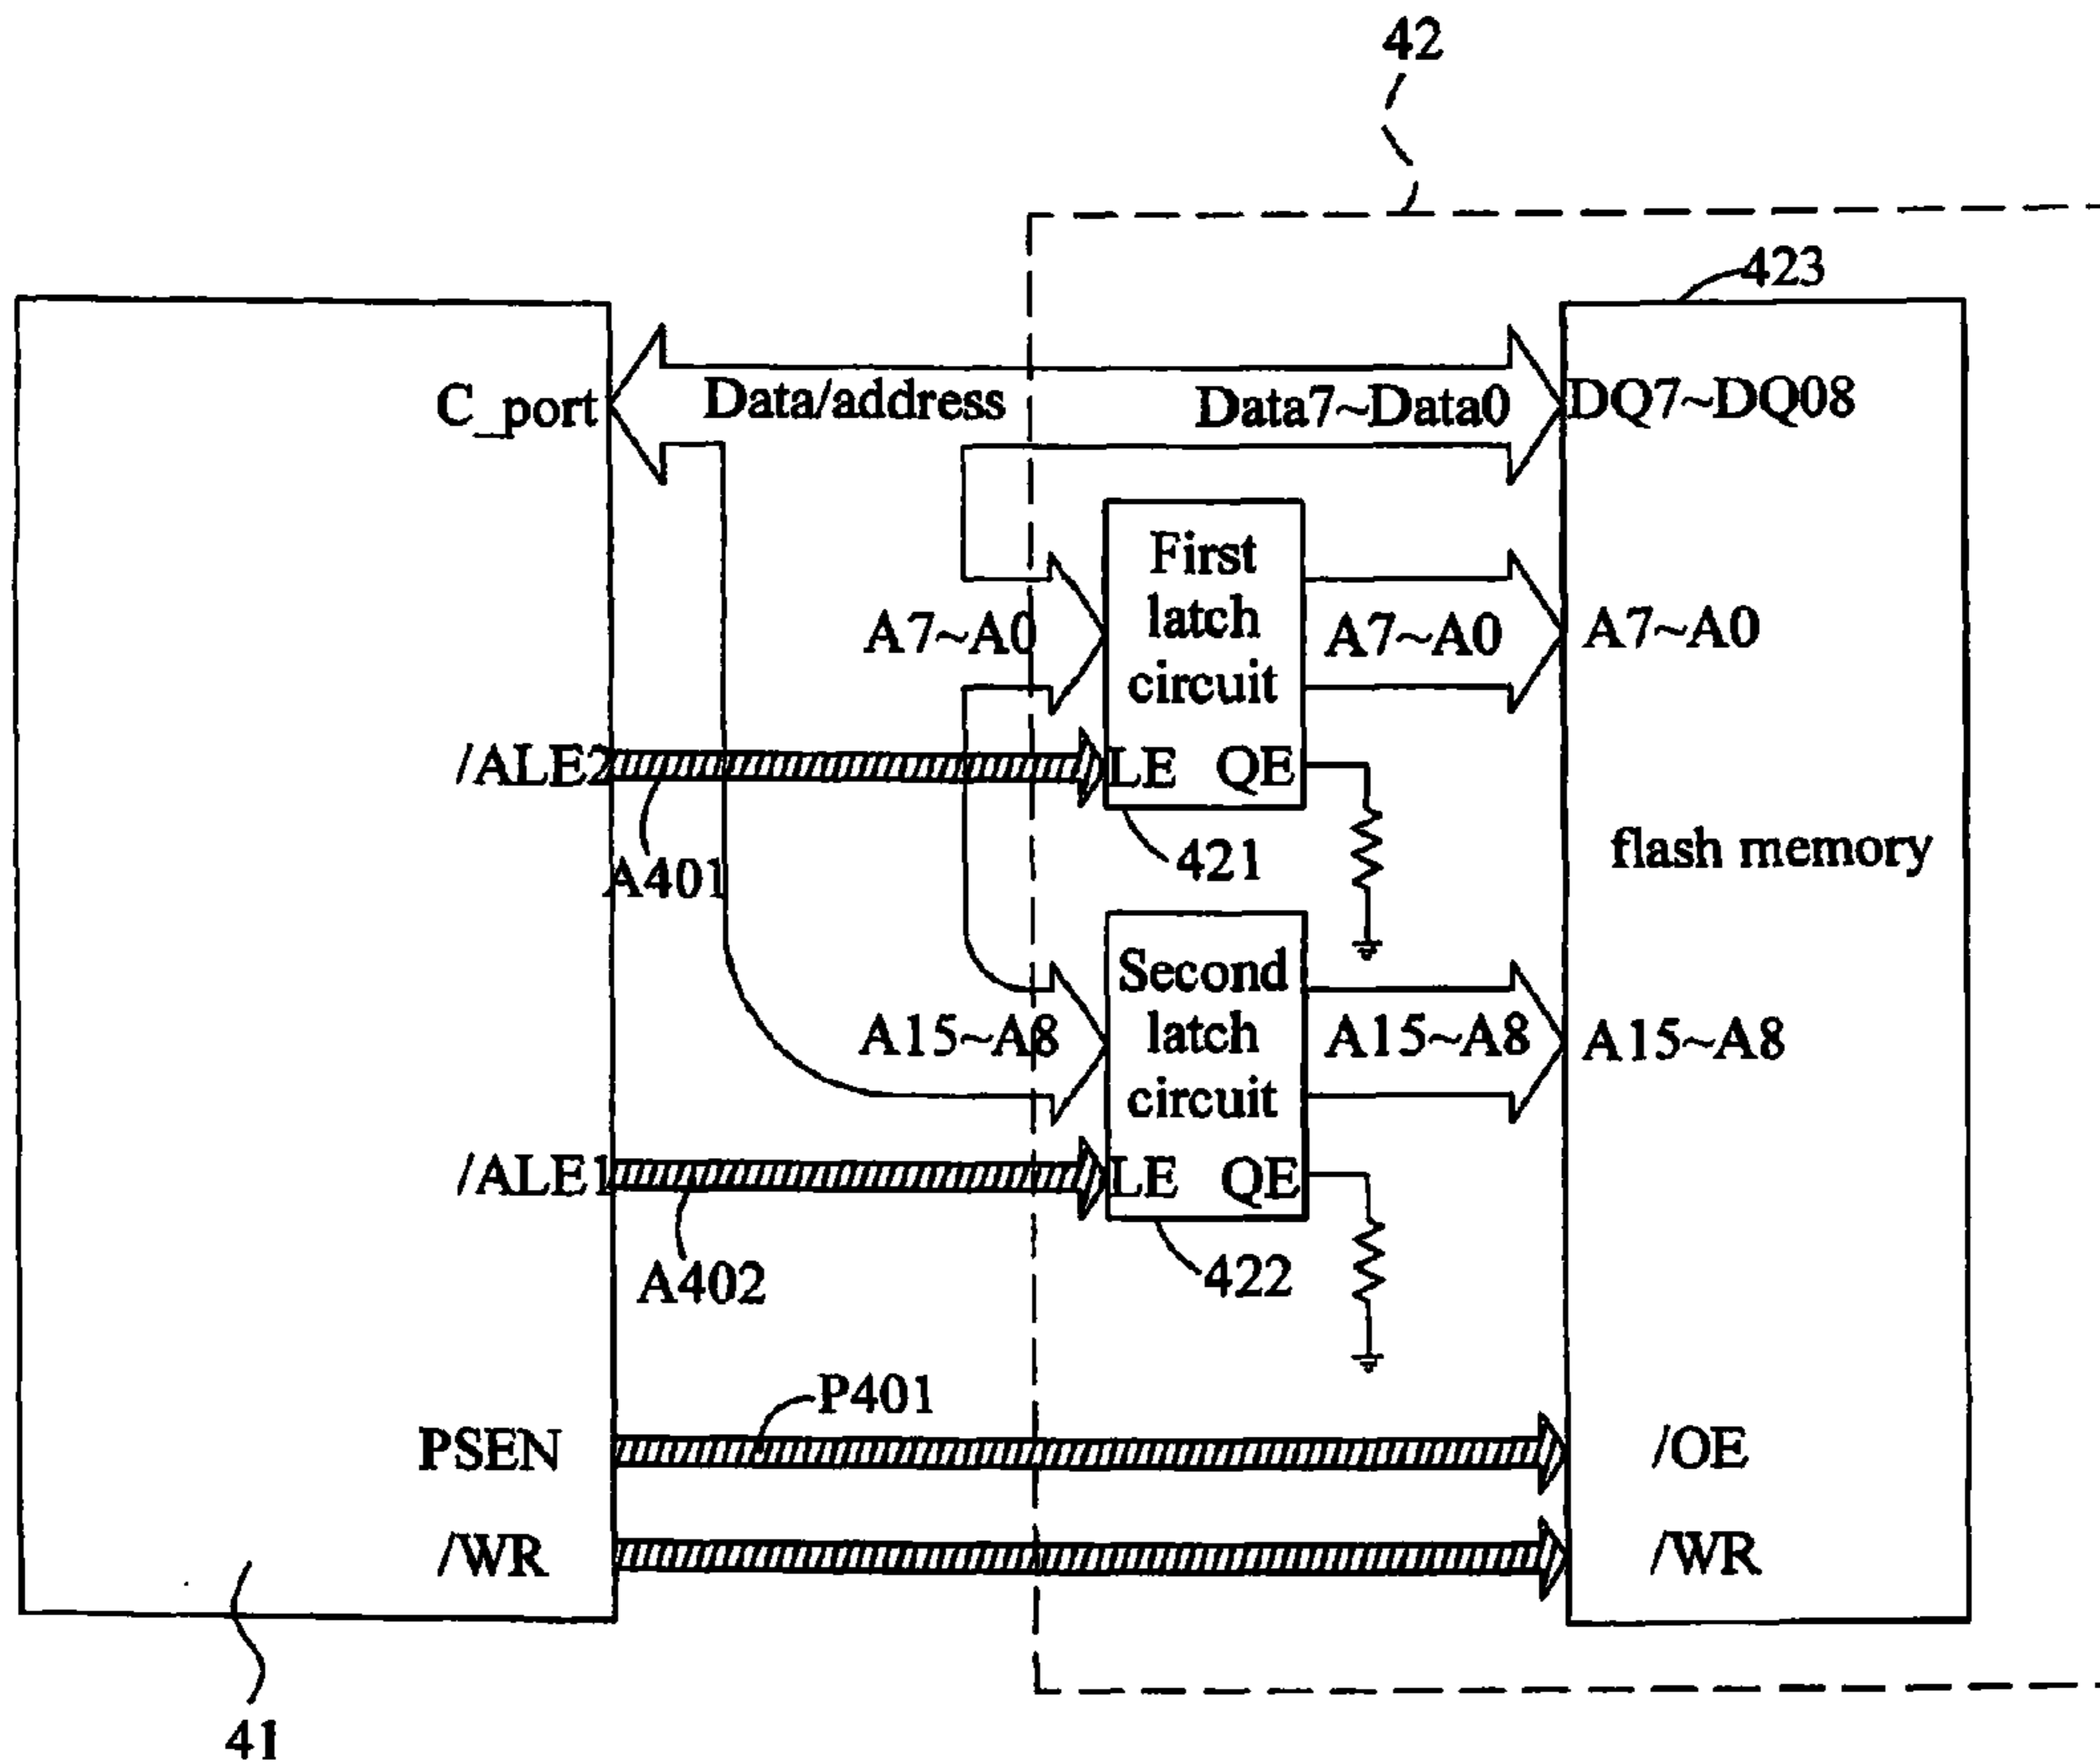 42
423
C_port
Data/address
Data7~Data0
DQ7~DQ08
First
latch
circuit
A7~A0
A7~A0
A7~A0
/ALE2
LE
QE
A401
421
flash memory
Second
latch
circuit
A15~A8
A15~A8
A15~A8
/ALE1
LE
QE
A402
422
P401
PSEN
/OE
/WR
/WR
41